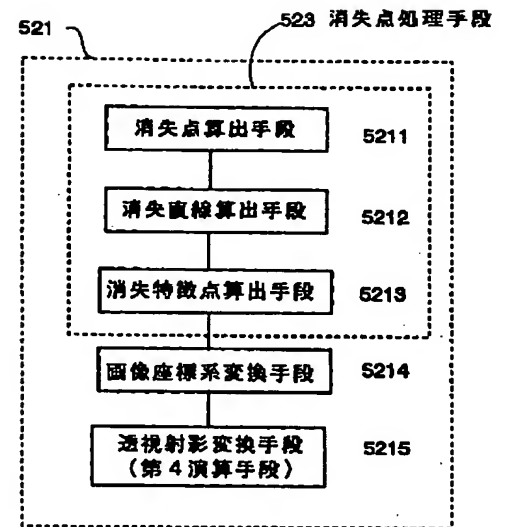 521
523 消失点処理手段
消失点算出手段 5211
消失直線算出手段 5212
消失特徴点算出手段 5213
画像座標系変換手段 5214
透視射影変換手段 5215
(第4演算手段)